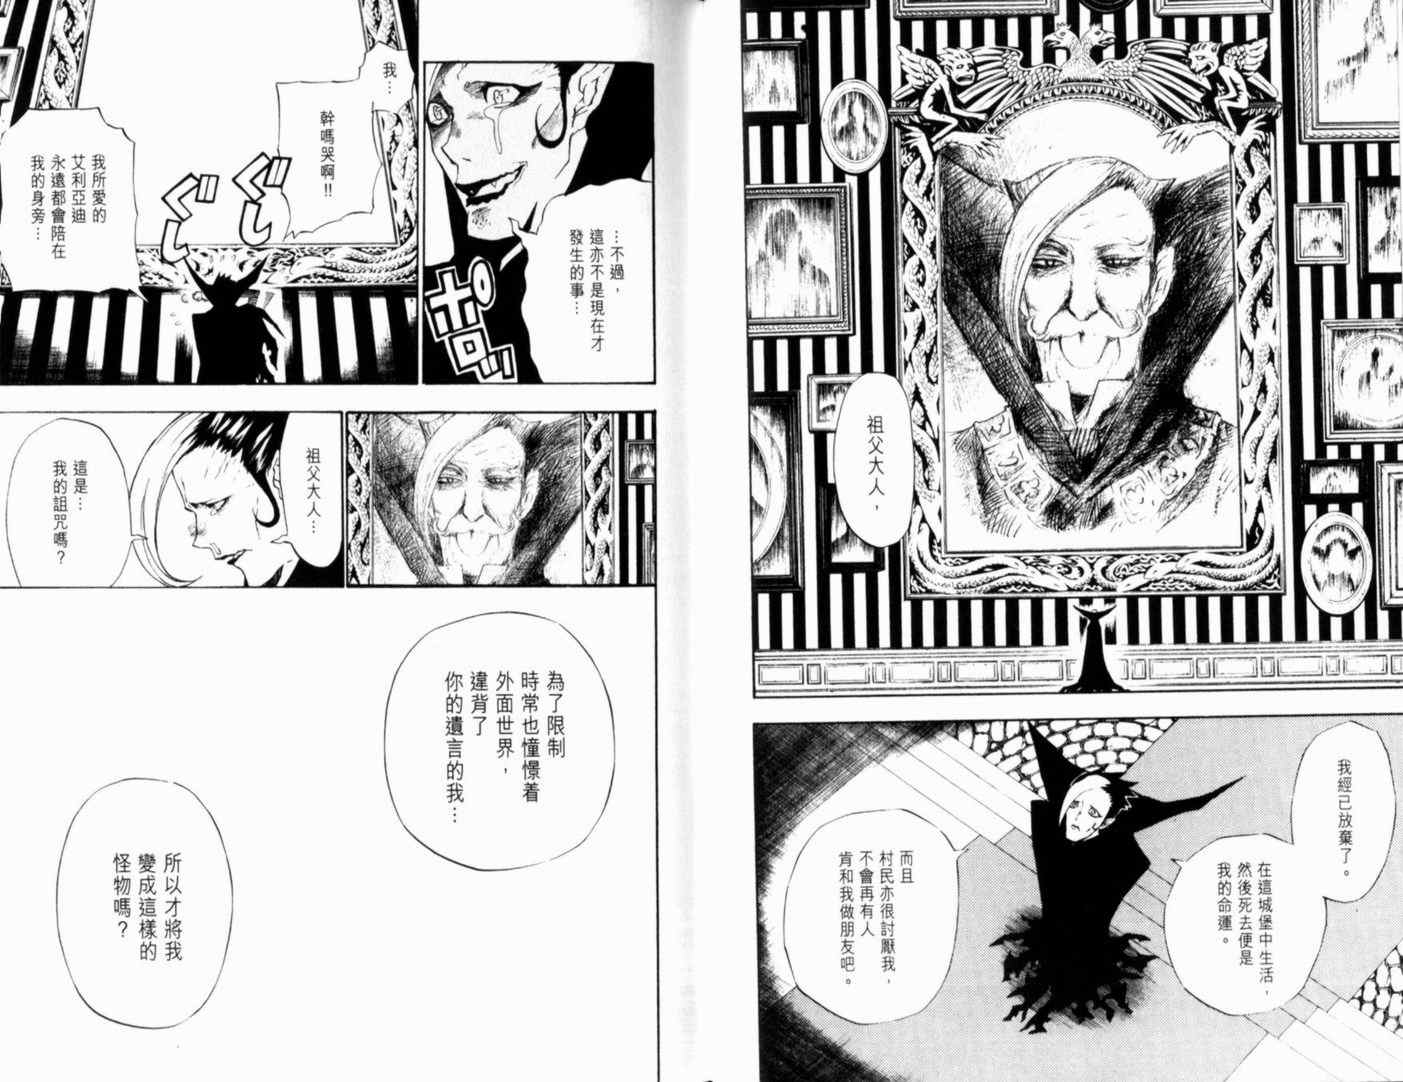 祖父大人，
我經已放棄了。
在這城堡中生活，
然後死去便是
我的命運。
而且
村民亦很討厭我，
不會再有人
肯和我做朋友吧。
…不過，
這亦不是現在才
發生的事…
ポロッ
我…
幹嗎哭啊!!
ぐし
ぐし
我所愛的
艾利亞迪
永遠都會陪在
我的身旁…
祖父大人…
這是…
我的詛咒嗎？
為了限制
時常也憧憬着
外面世界，
違背了
你的遺言的我…
所以才將我
變成這樣的
怪物嗎？